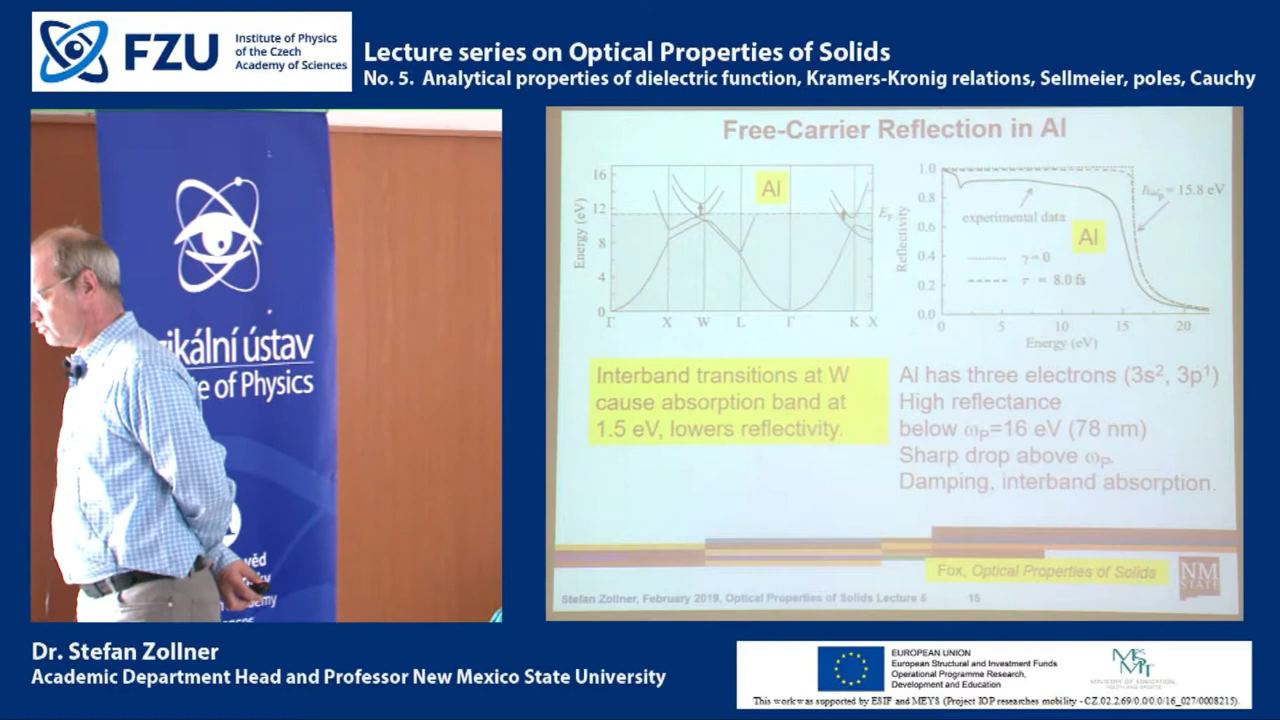 FZU
Institute of Physics
of the Czech
Academy of Sciences
Lecture series on Optical Properties of Solids
No. 5. Analytical properties of dielectric function, Kramers-Kronig relations, Sellmeier, poles, Cauchy
zikální ústav
te of Physics
věd
Free-Carrier Reflection in Al
Energy (eV)
16
12
8
4
0
Γ X W L Γ K X
Al
E_F
Reflectivity
1.0
0.8
0.6
0.4
0.2
0.0
experimental data
Al
ħω_p = 15.8 eV
γ = 0
τ = 8.0 fs
0 5 10 15 20
Energy (eV)
Interband transitions at W
cause absorption band at
1.5 eV, lowers reflectivity.
Al has three electrons (3s², 3p¹)
High reflectance
below ω_P=16 eV (78 nm)
Sharp drop above ω_P.
Damping, interband absorption.
Fox, Optical Properties of Solids
NM
STATE
Stefan Zollner, February 2019, Optical Properties of Solids Lecture 5 15
Dr. Stefan Zollner
Academic Department Head and Professor New Mexico State University
EUROPEAN UNION
European Structural and Investment Funds
Operational Programme Research,
Development and Education
MINISTRY OF EDUCATION,
YOUTH AND SPORTS
This work was supported by ESIF and MEYS (Project IOP researches mobility - CZ.02.2.69/0.0/0.0/16_027/0008215).